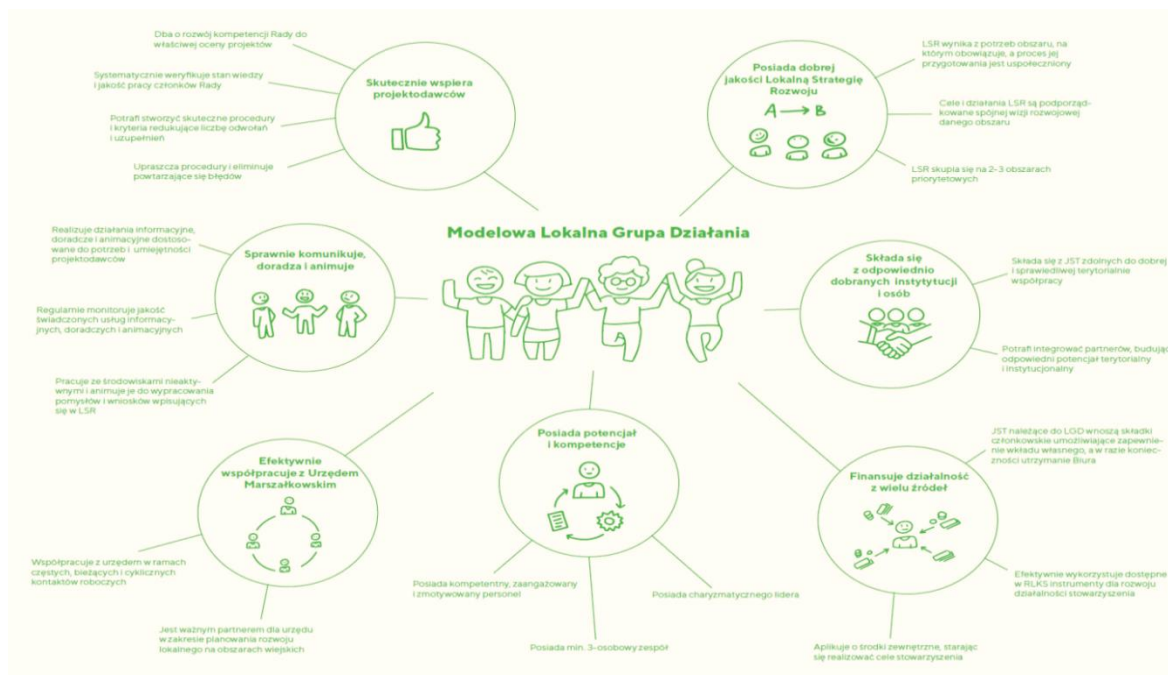 Dba o rozwój kompetencji Rady do
właściwej oceny projektów
Systematycznie weryfikuje stan wiedzy
i jakość pracy członków Rady
Potrafi stworzyć skuteczne procedury
i kryteria redukujące liczbę odwołań
i uzupełnień
Upraszcza procedury i eliminuje
powtarzające się błędów
Skutecznie wspiera
projektodawców
Posiada dobrej
jakości Lokalną Strategię
Rozwoju
A → B
LSR wynika z potrzeb obszaru, na
którym obowiązuje, a proces jej
przygotowania jest uspołeczniony
Cele i działania LSR są podporząd-
kowane spójnej wizji rozwojowej
danego obszaru
LSR skupia się na 2-3 obszarach
priorytetowych
Modelowa Lokalna Grupa Działania
Realizuje działania informacyjne,
doradcze i animacyjne dostoso-
wane do potrzeb i umiejętności
projektodawców
Regularnie monitoruje jakość
świadczonych usług informacy-
jnych, doradczych i animacyjnych
Pracuje ze środowiskami nieakty-
wnymi i animuje je do wypracowania
pomysłów i wniosków wpisujących
się w LSR
Sprawnie komunikuje,
doradza i animuje
Składa się
z odpowiednio
dobranych instytytucji
i osób
Składa się z JST zdolnych do dobrej
i sprawiedliwej terytorialnie
współpracy
Potrafi integrować partnerów, budując
odpowiedni potencjał terytorialny
i instytucjonalny
Efektywnie
współpracuje z Urzędem
Marszałkowskim
Współpracuje z urzędem w ramach
częstych, bieżących i cyklicznych
kontaktów roboczych
Jest ważnym partnerem dla urzędu
w zakresie planowania rozwoju
lokalnego na obszarach wiejskich
Posiada potencjał
i kompetencje
Posiada kompetentny, zaangażowany
i zmotywowany personel
Posiada min. 3-osobowy zespół
Posiada charyzmatycznego lidera
Finansuje działalność
z wielu źródeł
JST należące do LGD wnoszą składki
członkowskie umożliwiające zapewnie-
nie wkładu własnego, a w razie koniec-
zności utrzymanie Biura
Efektywnie wykorzystuje dostępne
w RLKS instrumenty dla rozwoju
działalności stowarzyszenia
Aplikuje o środki zewnętrzne, starając
się realizować cele stowarzyszenia